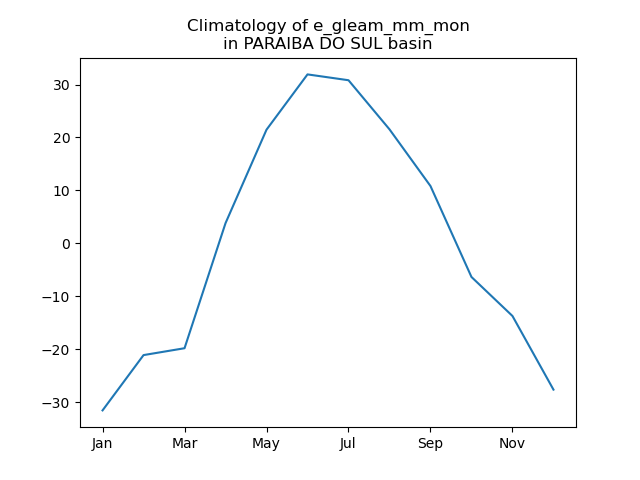 Climatology of e_gleam_mm_mon
in PARAIBA DO SUL basin
30
20
10
0
−10
−20
−30
Jan
Mar
May
Jul
Sep
Nov